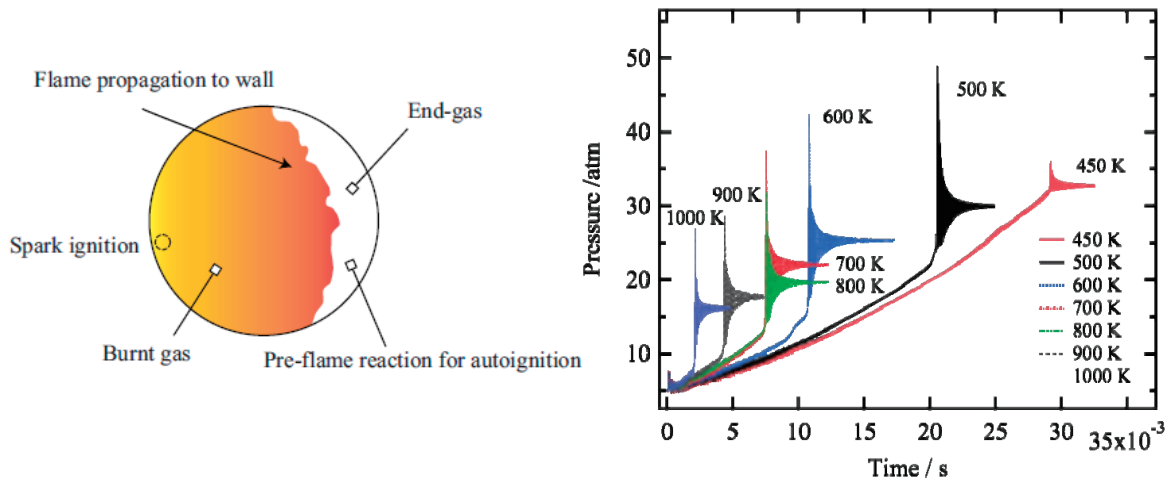 Flame propagation to wall
End-gas
Spark ignition
Burnt gas
Pre-flame reaction for autoignition
Pressure /atm
50
40
30
20
10
500 K
600 K
450 K
900 K
1000 K
700 K
800 K
450 K
500 K
600 K
700 K
800 K
900 K
1000 K
0
5
10
15
20
25
30
35x10⁻³
Time / s